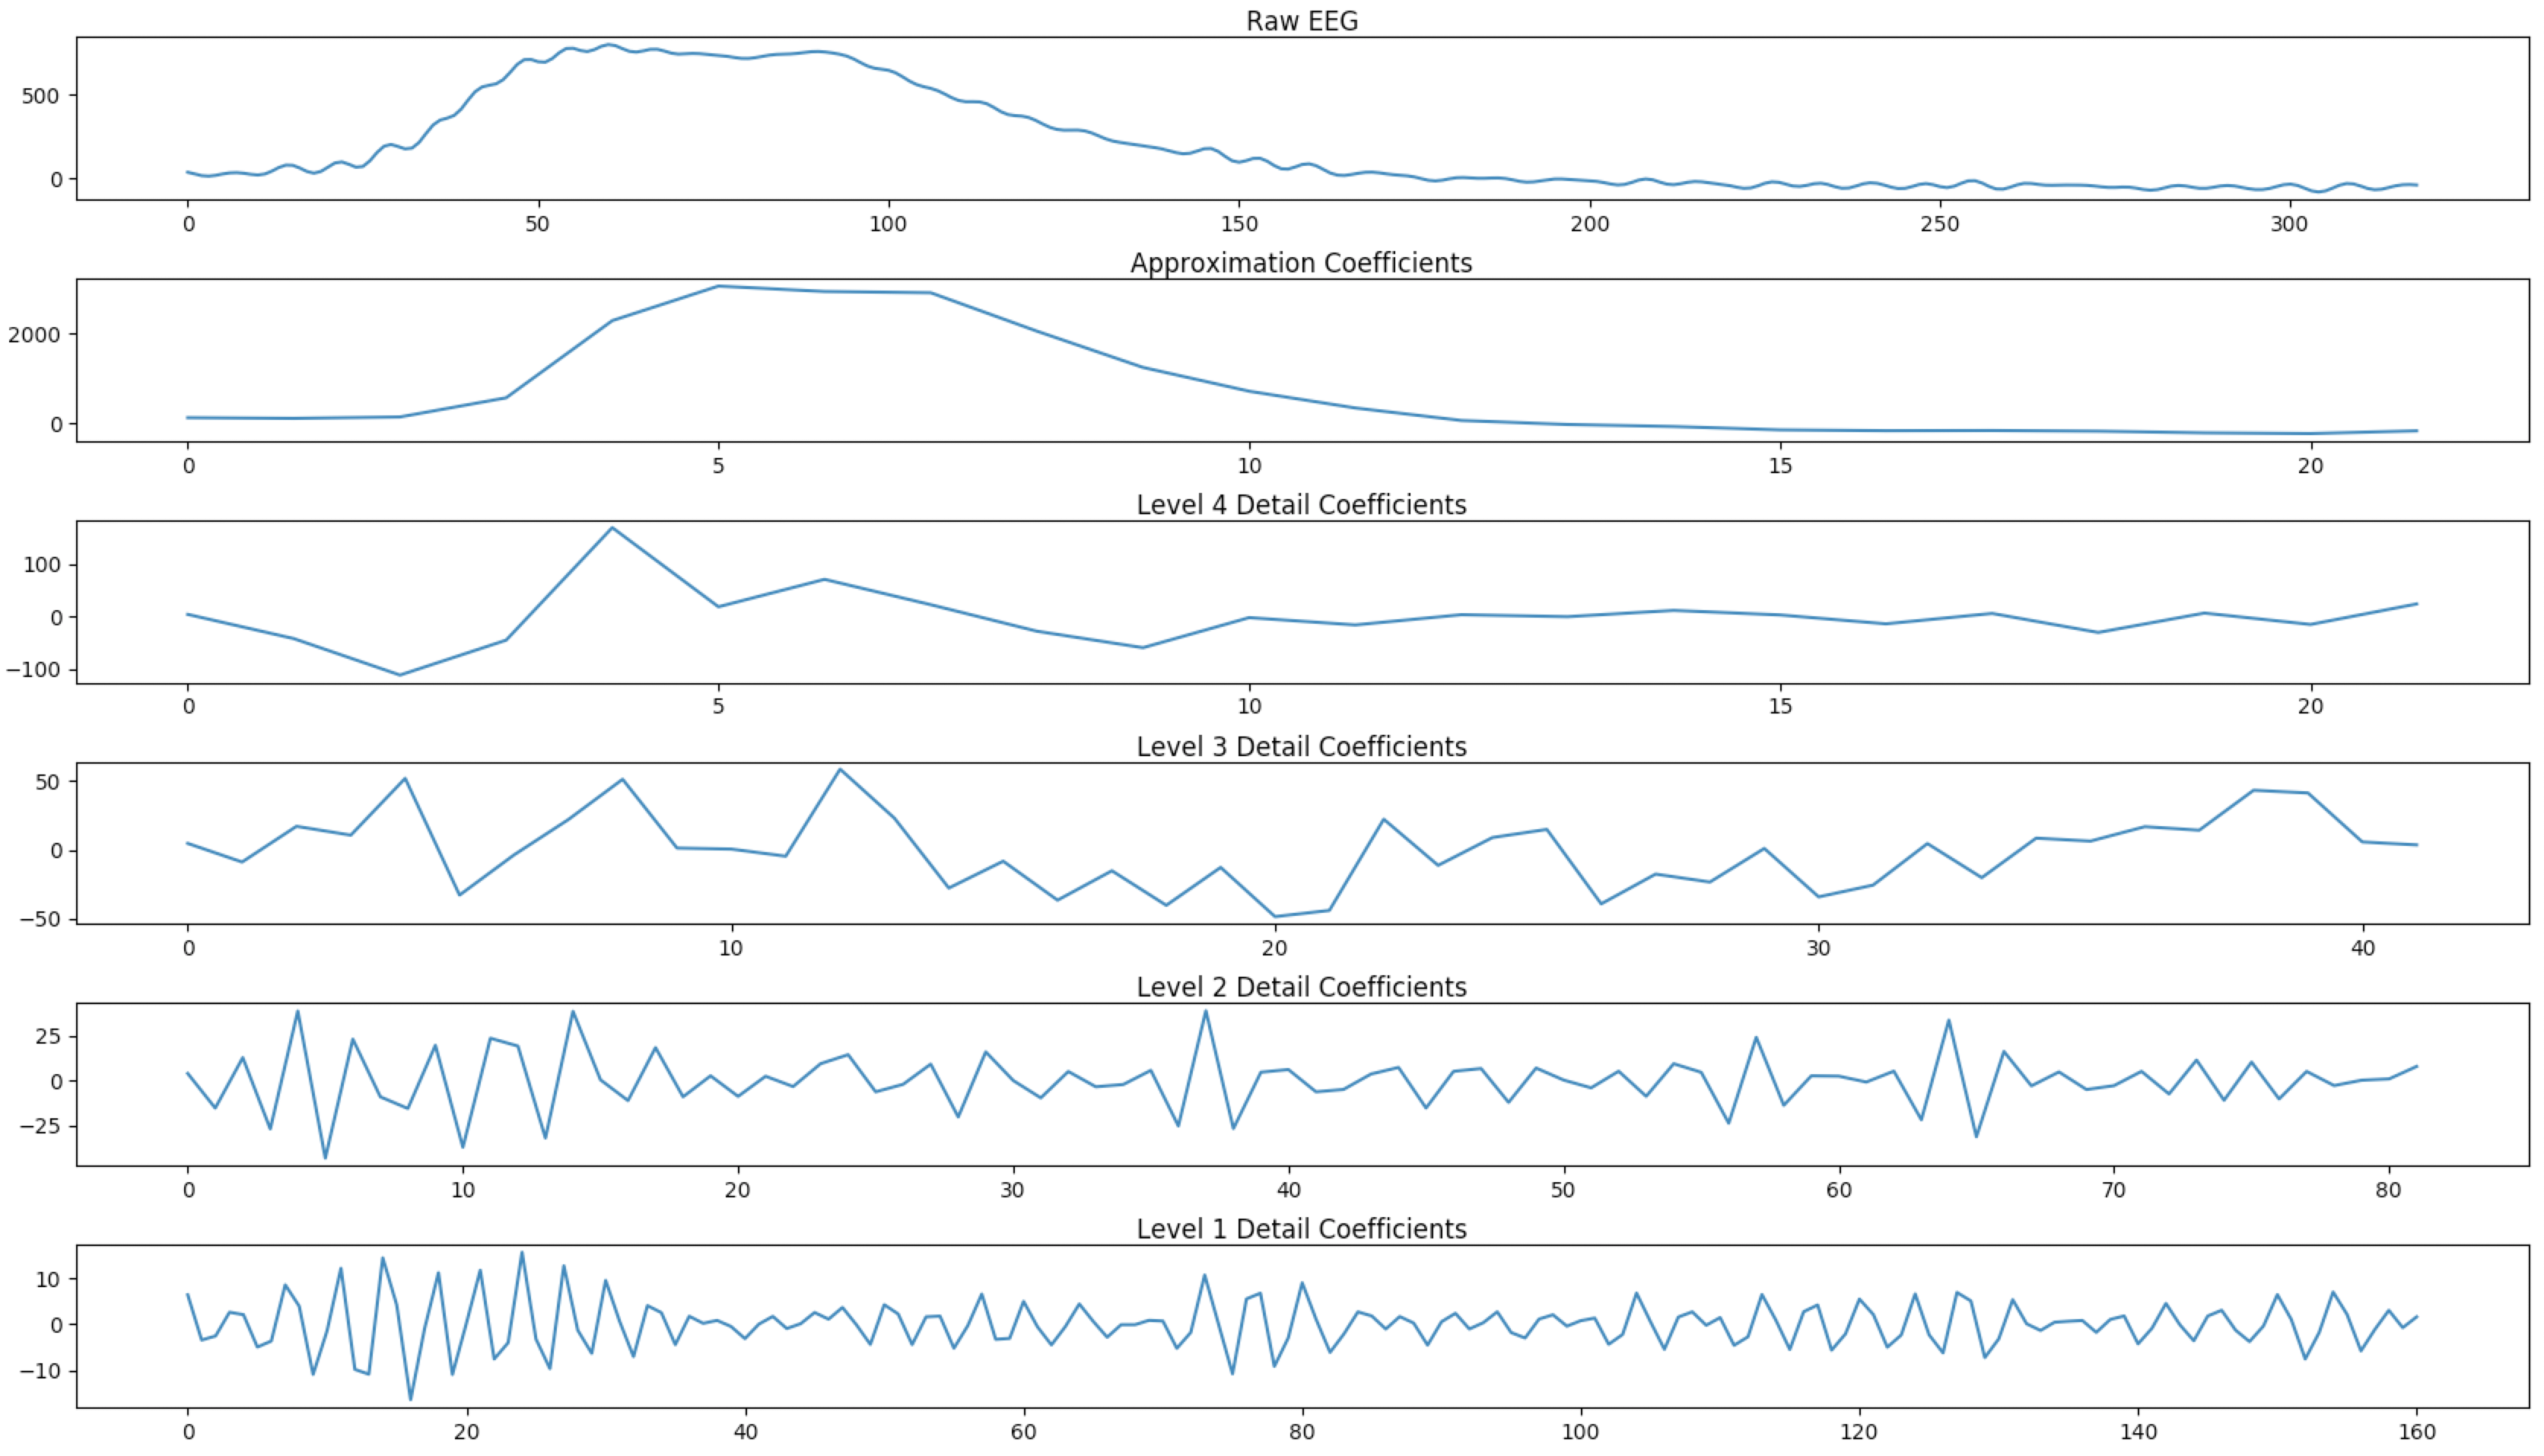 Raw EEG
500
0
0 50 100 150 200 250 300
Approximation Coefficients
2000
0
0 5 10 15 20
Level 4 Detail Coefficients
100
0
−100
0 5 10 15 20
Level 3 Detail Coefficients
50
0
−50
0 10 20 30 40
Level 2 Detail Coefficients
25
0
−25
0 10 20 30 40 50 60 70 80
Level 1 Detail Coefficients
10
0
−10
0 20 40 60 80 100 120 140 160